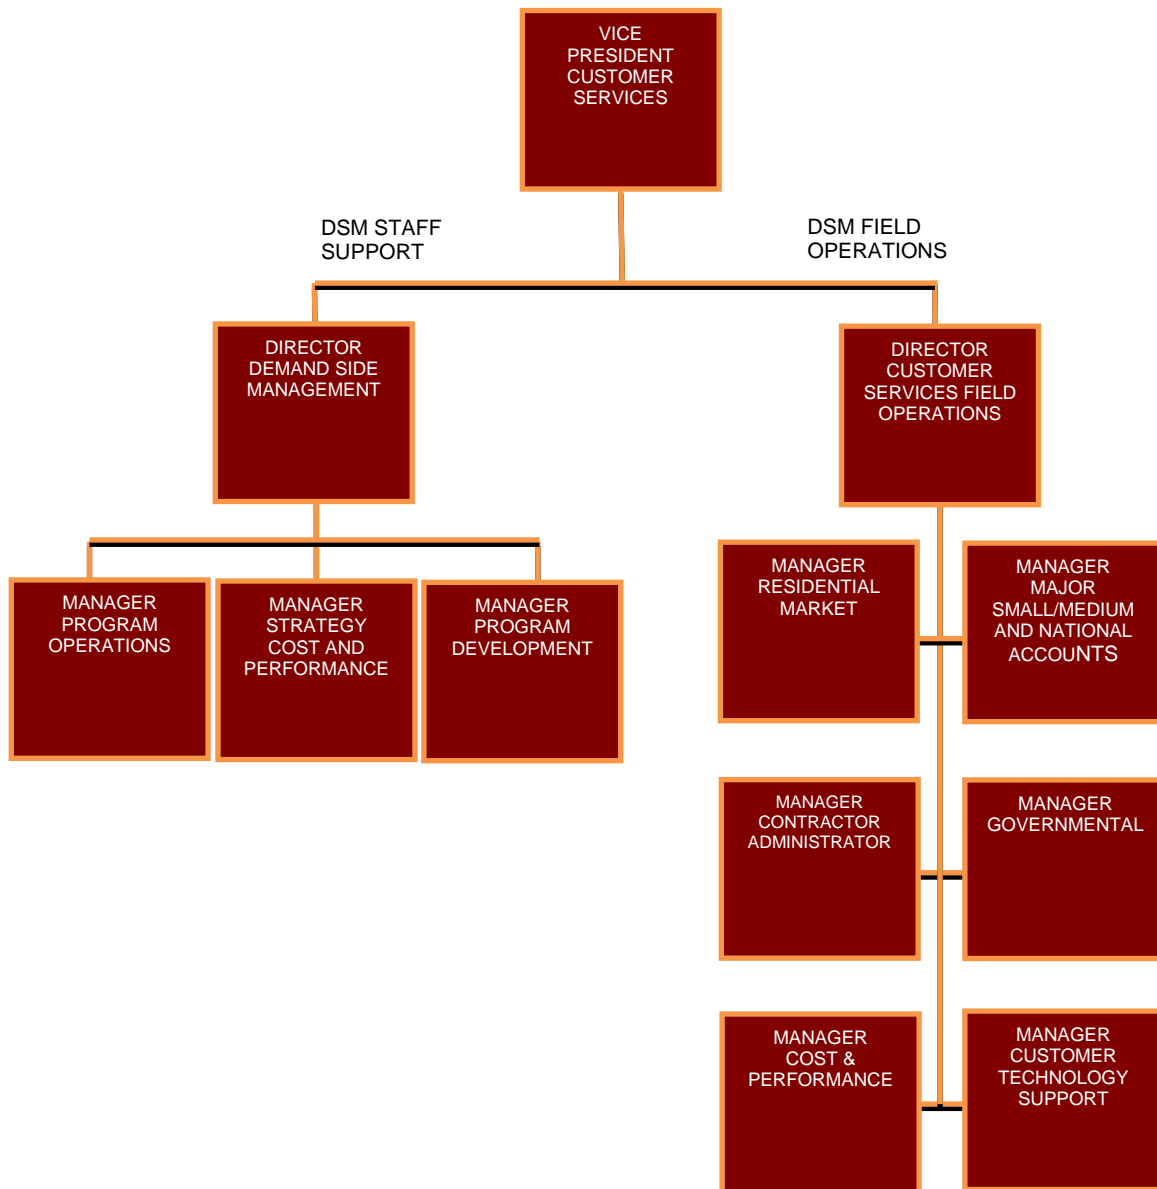 VICE
PRESIDENT
CUSTOMER
SERVICES
DSM STAFF
SUPPORT
DSM FIELD
OPERATIONS
DIRECTOR
DEMAND SIDE
MANAGEMENT
DIRECTOR
CUSTOMER
SERVICES FIELD
OPERATIONS
MANAGER
PROGRAM
OPERATIONS
MANAGER
STRATEGY
COST AND
PERFORMANCE
MANAGER
PROGRAM
DEVELOPMENT
MANAGER
RESIDENTIAL
MARKET
MANAGER
MAJOR
SMALL/MEDIUM
AND NATIONAL
ACCOUNTS
MANAGER
CONTRACTOR
ADMINISTRATOR
MANAGER
GOVERNMENTAL
MANAGER
COST &
PERFORMANCE
MANAGER
CUSTOMER
TECHNOLOGY
SUPPORT